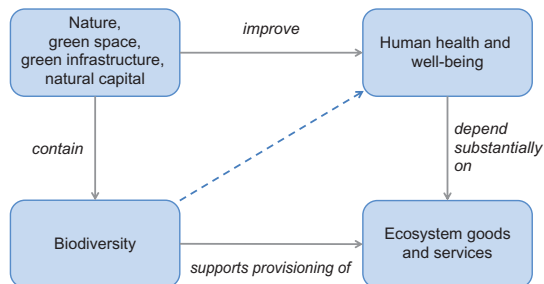 Nature,
green space,
green infrastructure,
natural capital
improve
Human health and
well-being
contain
depend
substantially
on
Biodiversity
supports provisioning of
Ecosystem goods
and services